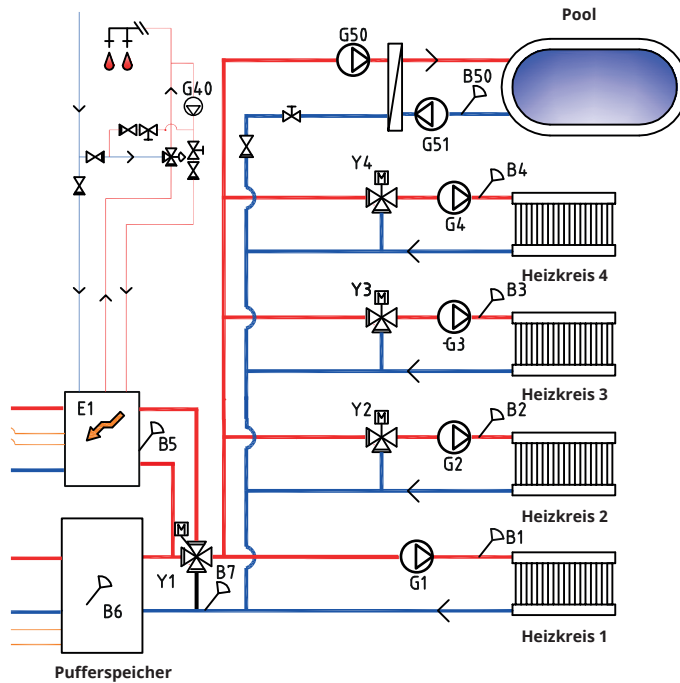 Pool
G50
B50
G40
G51
Y4
M
B4
G4
Heizkreis 4
Y3
M
B3
G3
Heizkreis 3
Y2
M
B2
G2
E1
B5
Heizkreis 2
M
B1
Y1
B7
G1
B6
Heizkreis 1
Pufferspeicher